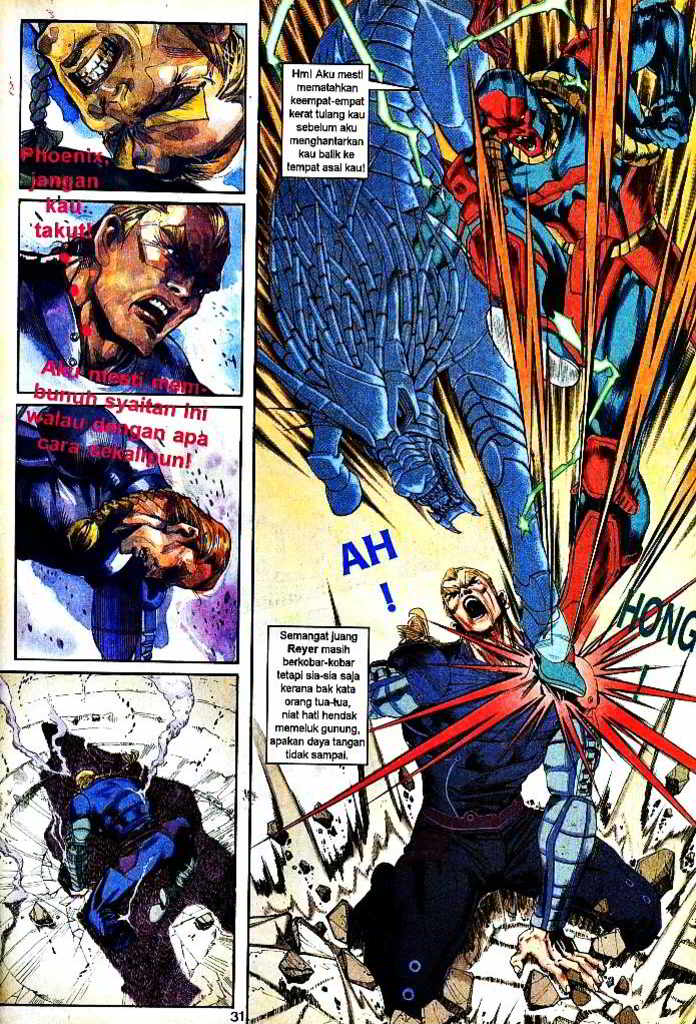 Phoenix,
jangan
kau
takut!
Aku mesti mem-
bunuh syaitan ini
walau dengan apa
cara sekalipun!
Hm! Aku mesti
mematahkan
keempat-empat
kerat tulang kau
sebelum aku
menghantarkan
kau balik ke
tempat asal kau!
AH
!
HONG
!
Semangat juang
Reyer masih
berkobar-kobar
tetapi sia-sia saja
kerana bak kata
orang tua-tua,
niat hati hendak
memeluk gunung,
apakan daya tangan
tidak sampai.
31